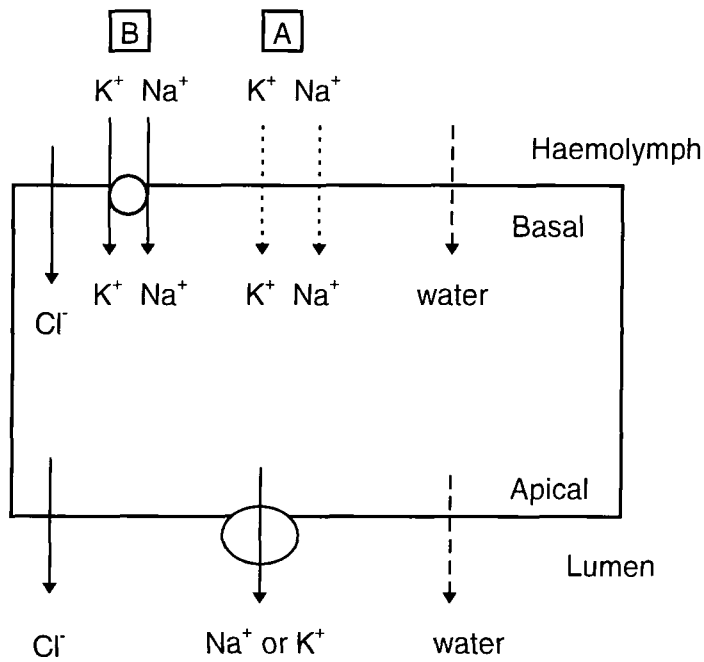 B A
K⁺ Na⁺ K⁺ Na⁺
Haemolymph
Basal
K⁺ Na⁺ K⁺ Na⁺ water
Cl⁻
Apical
Lumen
Cl⁻ Na⁺ or K⁺ water